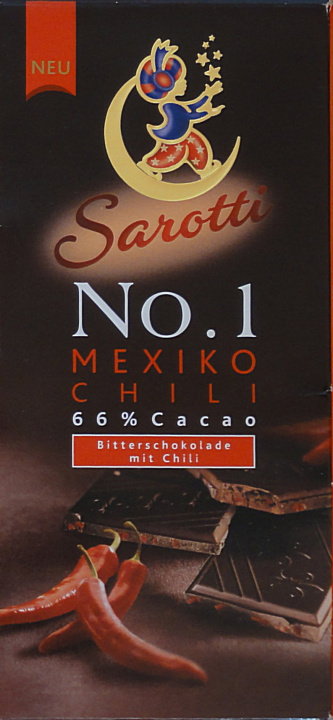 NEU
Sarotti
No.1
MEXIKO
CHILI
66% Cacao
Bitterschokolade
mit Chili